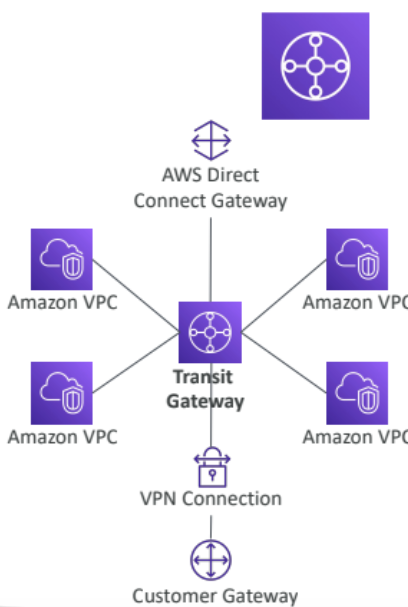 AWS Direct
Connect Gateway
Amazon VPC
Amazon VPC
Transit
Gateway
Amazon VPC
Amazon VPC
VPN Connection
Customer Gateway